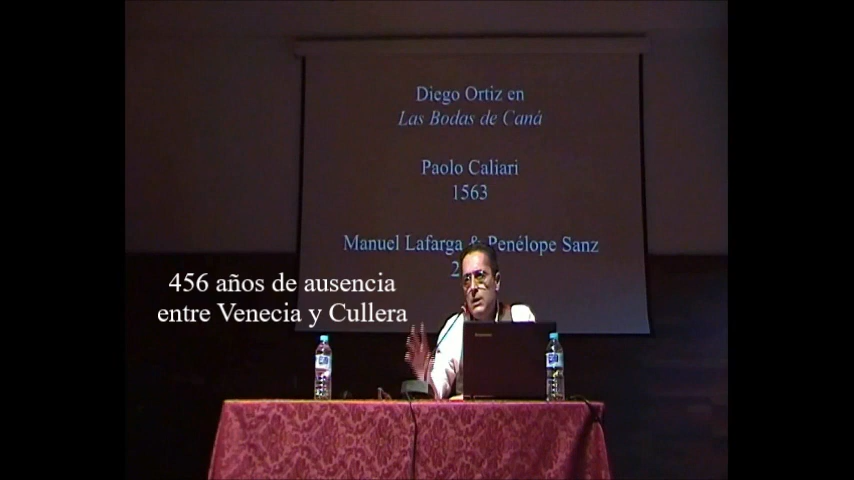 Diego Ortiz en
Las Bodas de Caná
Paolo Caliari
1563
Manuel Lafarga & Penélope Sanz
2
456 años de ausencia
entre Venecia y Cullera